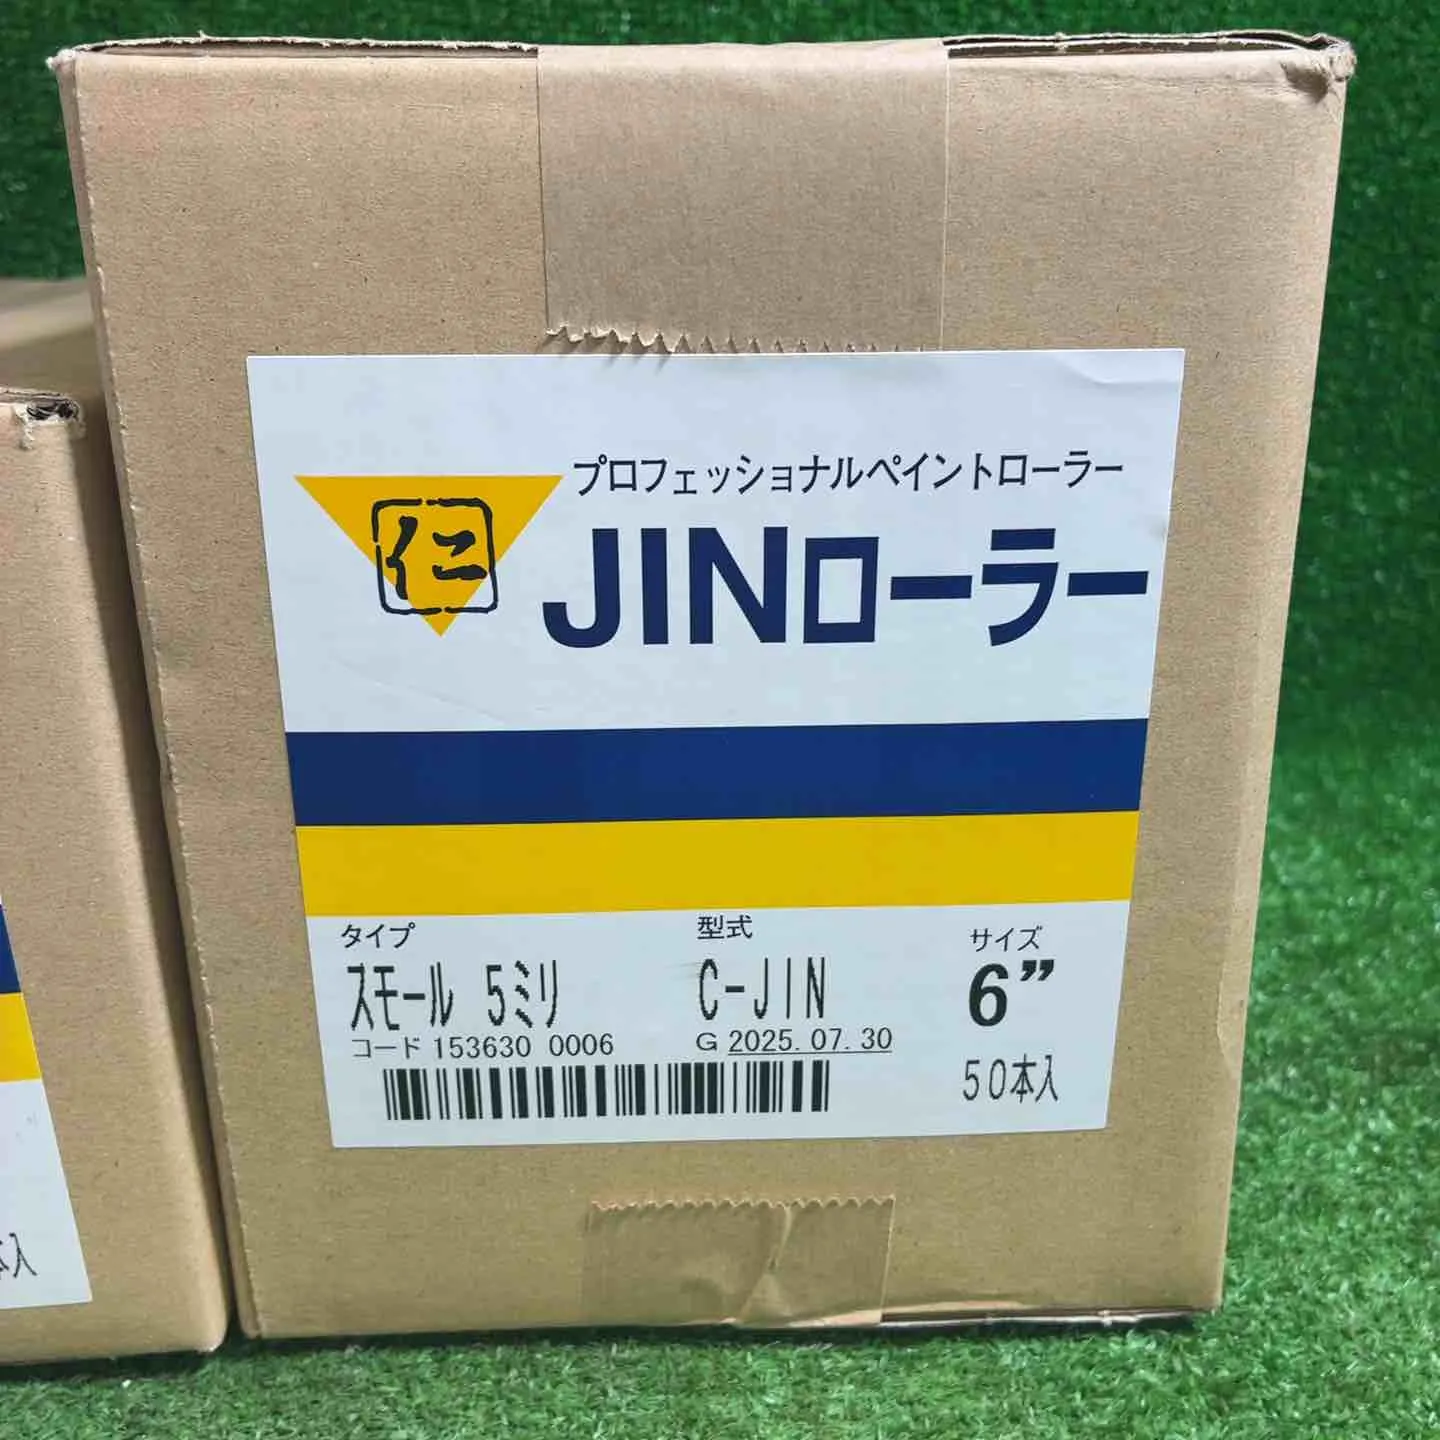 プロフェッショナルペイントローラー
仁
JINローラー
タイプ
型式
サイズ
スモール 5ミリ
C-JIN
6”
コード 153630 0006
G 2025.07.30
50本入
本入